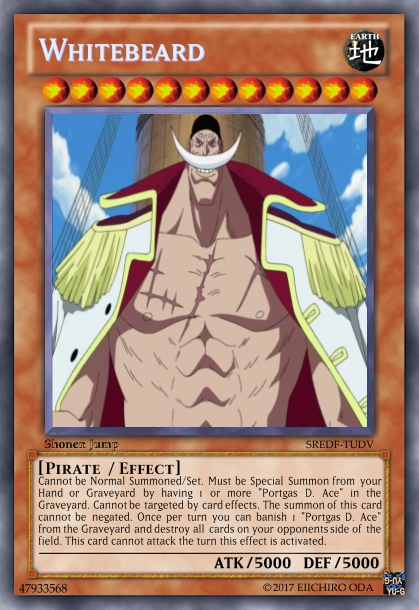 WHITEBEARD
EARTH
地
Shonen Jump
SREDF-TUDV
[PIRATE / EFFECT]
Cannot be Normal Summoned/Set. Must be Special Summon from your
Hand or Graveyard by having 1 or more "Portgas D. Ace" in the
Graveyard. Cannot be targeted by card effects. The summon of this card
cannot be negated. Once per turn you can banish 1 "Portgas D. Ace"
from the Graveyard and destroy all cards on your opponents side of the
field. This card cannot attack the turn this effect is activated.
ATK/5000 DEF/5000
47933568
©2017 EIICHIRO ODA
YU-G